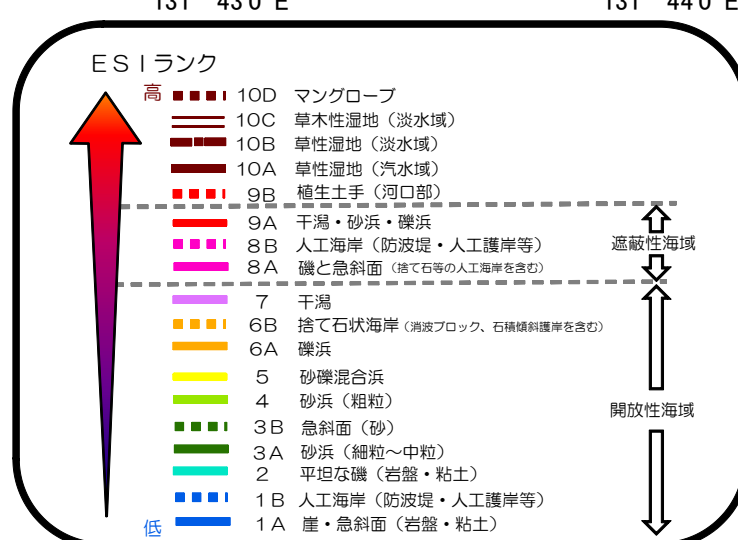 131° 43′0″E 131° 44′0″E
ESIランク
高
10D マングローブ
10C 草木性湿地（淡水域）
10B 草性湿地（淡水域）
10A 草性湿地（汽水域）
9B 植生土手（河口部）
9A 干潟・砂浜・礫浜
8B 人工海岸（防波堤・人工護岸等）
遮蔽性海域
8A 磯と急斜面（捨て石等の人工海岸を含む）
7 干潟
6B 捨て石状海岸（消波ブロック、石積傾斜護岸を含む）
6A 礫浜
5 砂礫混合浜
4 砂浜（粗粒）
開放性海域
3B 急斜面（砂）
3A 砂浜（細粒～中粒）
2 平坦な磯（岩盤・粘土）
1B 人工海岸（防波堤・人工護岸等）
低
1A 崖・急斜面（岩盤・粘土）